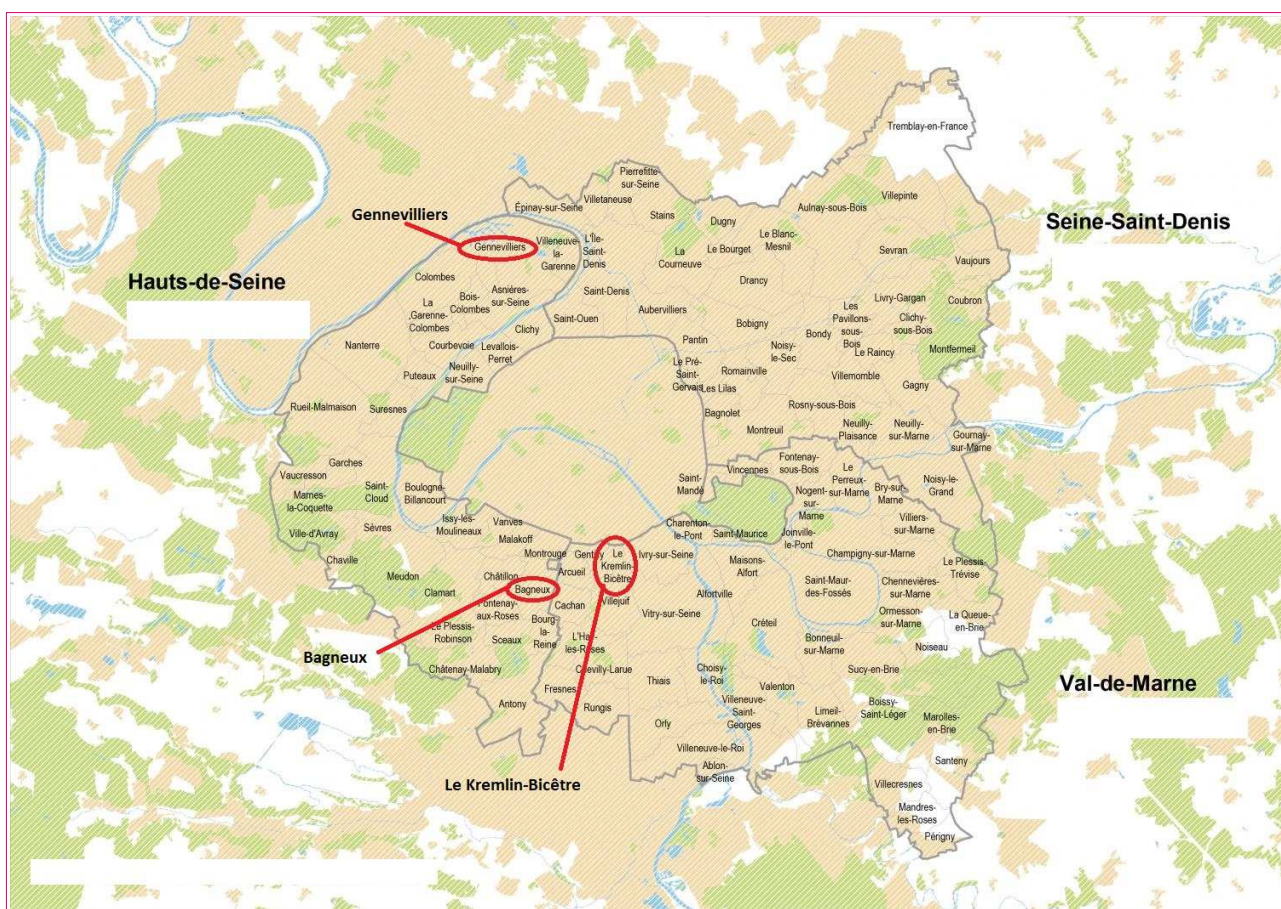 Tremblay-en-France
Pierrefitte-
sur-Seine
Villetaneuse
Épinay-sur-Seine
Stains
Dugny
Aulnay-sous-Bois
Villepinte
Gennevilliers
Gennevilliers
Villeneuve-
la-
Garenne
L'Île-
Saint-
Denis
La
Courneuve
Le Bourget
Le Blanc-
Mesnil
Sevran
Vaujours
Seine-Saint-Denis
Hauts-de-Seine
Colombes
Asnières-
sur-Seine
Bois-
Colombes
La
Garenne-
Colombes
Saint-Denis
Saint-Ouen
Aubervilliers
Drancy
Bobigny
Livry-Gargan
Coubron
Clichy-
sous-Bois
Les
Pavillons-
sous-
Bois
Bondy
Le Raincy
Montfermeil
Clichy
Nanterre
Courbevoie
Levallois-
Perret
Puteaux
Neuilly-
sur-Seine
Pantin
Le Pré-
Saint-
Gervais
Les Lilas
Romainville
Noisy-
le-Sec
Villemomble
Gagny
Rueil-Malmaison
Suresnes
Bagnolet
Rosny-sous-Bois
Montreuil
Neuilly-
Plaisance
Neuilly-
sur-Marne
Gournay-
sur-Marne
Vaucresson
Garches
Marnes-
la-Coquette
Saint-
Cloud
Boulogne-
Billancourt
Ville-d'Avray
Sèvres
Issy-les-
Moulineaux
Vanves
Malakoff
Saint-
Mandé
Vincennes
Fontenay-
sous-Bois
Le
Perreux-
sur-Marne
Nogent-
sur-
Marne
Bry-sur-
Marne
Noisy-le-
Grand
Villiers-
sur-Marne
Charenton-
le-Pont
Saint-Maurice
Joinville-
le-Pont
Champigny-sur-Marne
Le Plessis-
Trévise
Chaville
Meudon
Clamart
Châtillon
Montrouge
Gentilly
Le
Kremlin-
Bicêtre
Ivry-sur-Seine
Arcueil
Maisons-
Alfort
Alfortville
Saint-Maur-
des-Fossés
Chennevières-
sur-Marne
Bagneux
Fontenay-
aux-Roses
Cachan
Villejuif
Vitry-sur-Seine
Créteil
Ormesson-
sur-Marne
La Queue-
en-Brie
Noiseau
Bagneux
Le Plessis-
Robinson
Sceaux
Bourg-
la-
Reine
L'Haÿ-
les-Roses
Bonneuil-
sur-Marne
Sucy-en-Brie
Châtenay-Malabry
Chevilly-Larue
Thiais
Choisy-
le-Roi
Valenton
Val-de-Marne
Antony
Fresnes
Rungis
Orly
Villeneuve-
Saint-
Georges
Limeil-
Brévannes
Boissy-
Saint-Léger
Marolles-
en-Brie
Villeneuve-le-Roi
Ablon-
sur-Seine
Santeny
Villecresnes
Mandres-
les-Roses
Périgny
Le Kremlin-Bicêtre